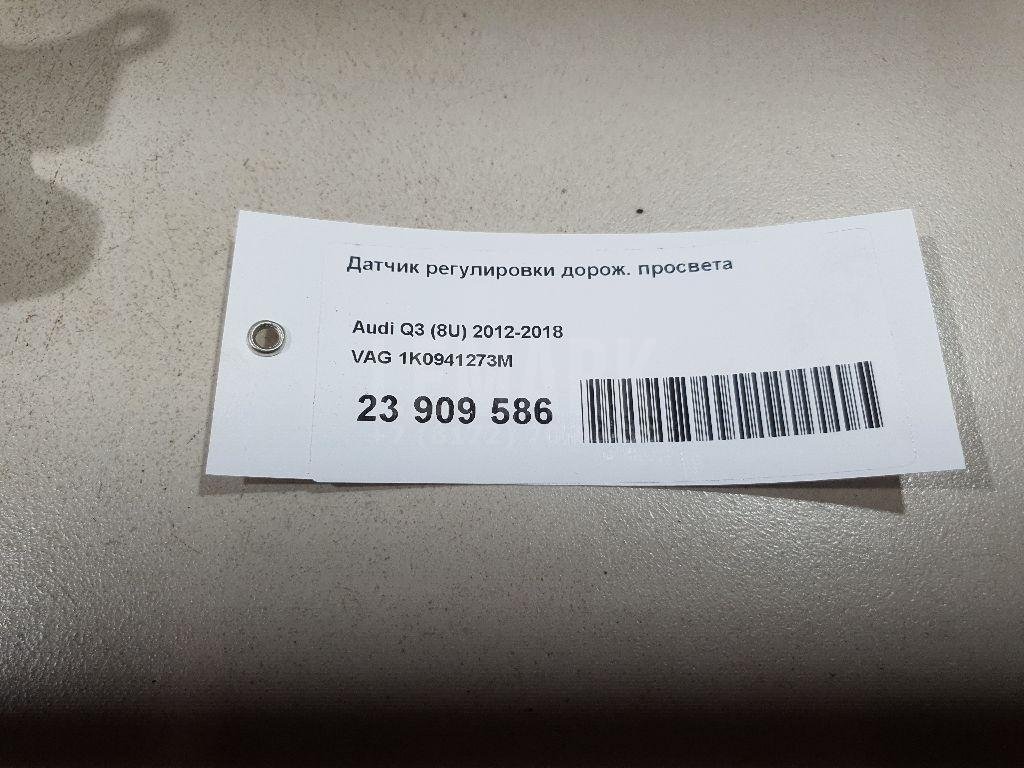 Датчик регулировки дорож. просвета
Audi Q3 (8U) 2012-2018
VAG 1K0941273M
23 909 586